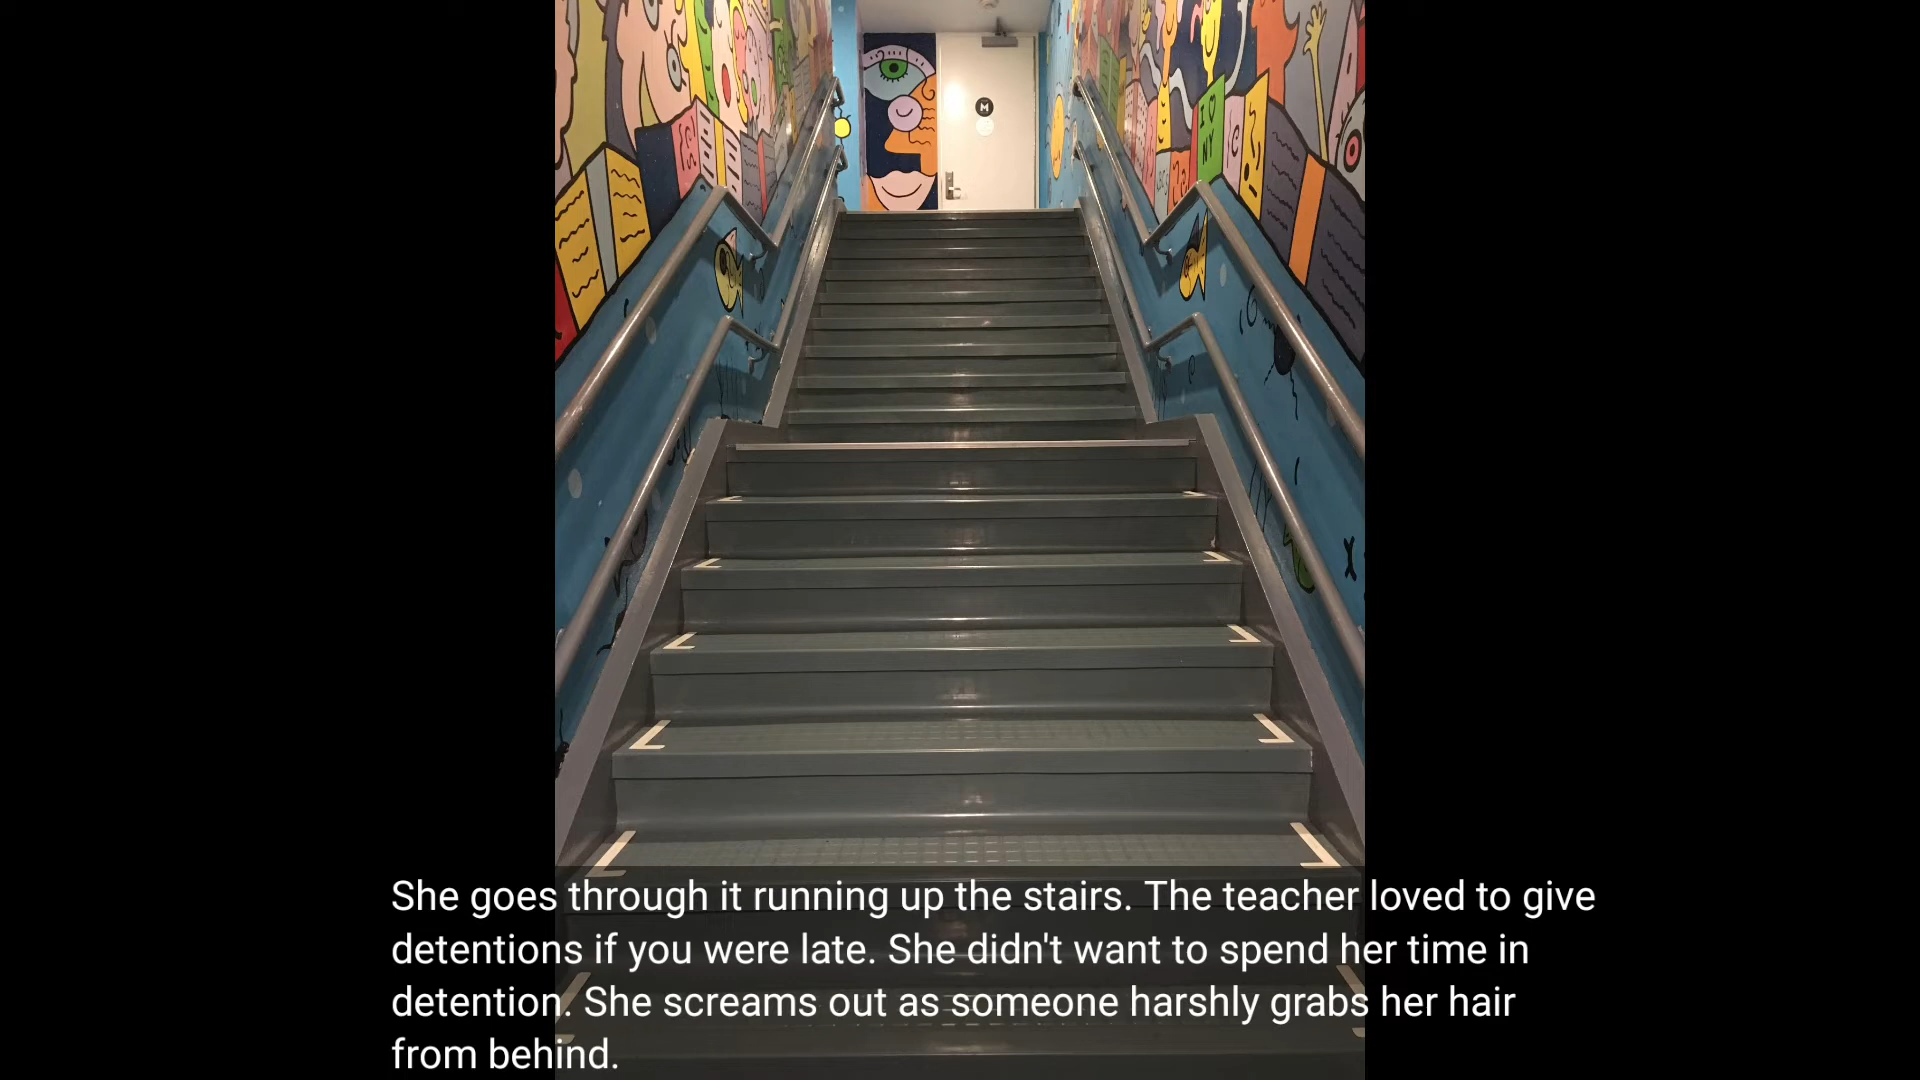 M
I ♡
NY
She goes through it running up the stairs. The teacher loved to give
detentions if you were late. She didn't want to spend her time in
detention. She screams out as someone harshly grabs her hair
from behind.